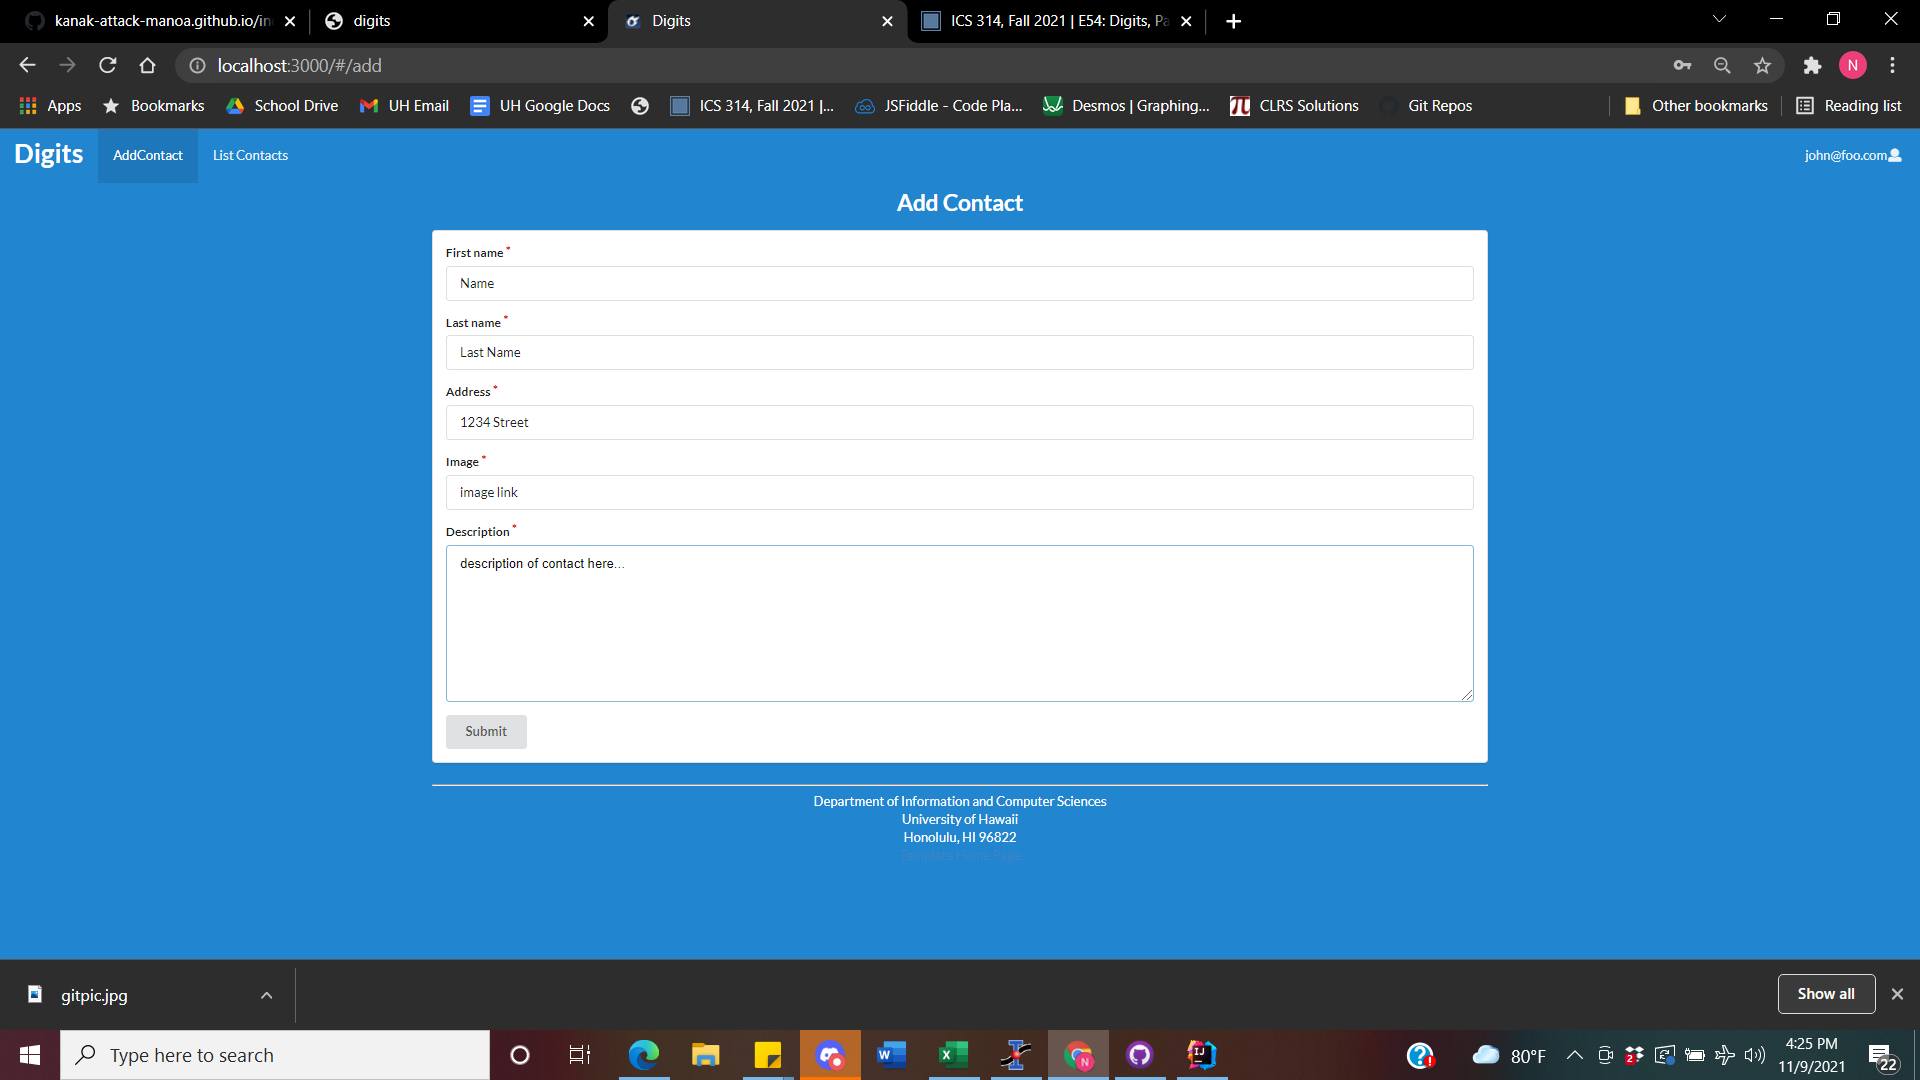 kanak-attack-manoa.github.io/in
digits
Digits
ICS 314, Fall 2021 | E54: Digits, Pa
localhost:3000/#/add
N
Apps
Bookmarks
School Drive
UH Email
UH Google Docs
ICS 314, Fall 2021 |...
JSFiddle - Code Pla...
Desmos | Graphing...
CLRS Solutions
Git Repos
Other bookmarks
Reading list
Digits
AddContact
List Contacts
john@foo.com
Add Contact
First name *
Name
Last name *
Last Name
Address *
1234 Street
Image *
image link
Description *
description of contact here...
Submit
Department of Information and Computer Sciences
University of Hawaii
Honolulu, HI 96822
Template Home Page
gitpic.jpg
Show all
Type here to search
80°F
4:25 PM
11/9/2021
22